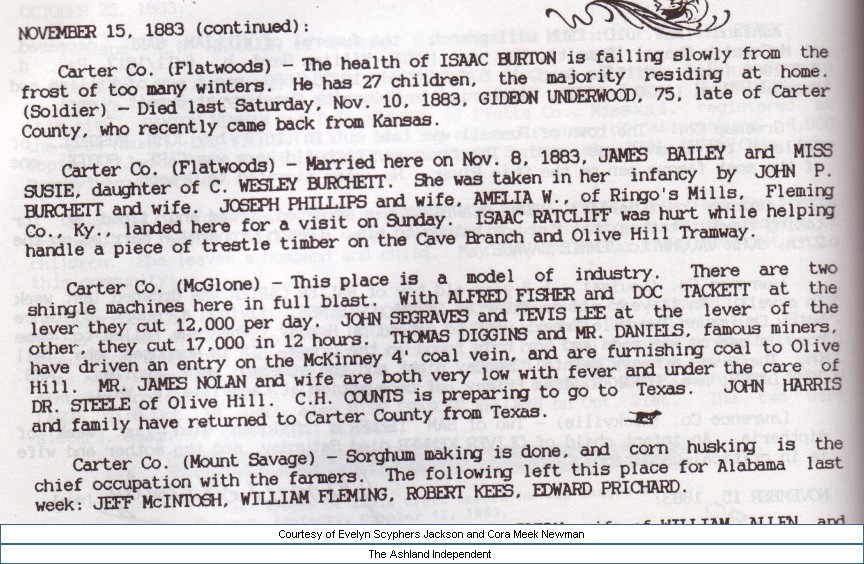 NOVEMBER 15, 1883 (continued):
Carter Co. (Flatwoods) - The health of ISAAC BURTON is failing slowly from the
frost of too many winters. He has 27 children, the majority residing at home.
(Soldier) - Died last Saturday, Nov. 10, 1883, GIDEON UNDERWOOD, 75, late of Carter
County, who recently came back from Kansas.
Carter Co. (Flatwoods) - Married here on Nov. 8, 1883, JAMES DAILEY and MISS
SUSIE, daughter of C. WESLEY BURCHETT. She was taken in her infancy by JOHN P.
BURCHETT and wife. JOSEPH PHILLIPS and wife, AMELIA W., of Ringo's Mills, Fleming
Co., Ky., landed here for a visit on Sunday. ISAAC RATCLIFF was hurt while helping
handle a piece of trestle timber on the Cave Branch and Olive Hill Tramway.
Carter Co. (McGlone) - This place is a model of industry. There are two
shingle machines here in full blast. With ALFRED FISHER and DOC TACKETT at the
lever they cut 12,000 per day. JOHN SEGRAVES and TEVIS LEE at the lever of the
other, they cut 17,000 in 12 hours. THOMAS DIGGINS and MR. DANIELS, famous miners,
have driven an entry on the McKinney 4' coal vein, and are furnishing coal to Olive
Hill. MR. JAMES NOLAN and wife are both very low with fever and under the care of
DR. STEELE of Olive Hill. C.H. COUNTS is preparing to go to Texas. JOHN HARRIS
and family have returned to Carter County from Texas.
Carter Co. (Mount Savage) - Sorghum making is done, and corn husking is the
chief occupation with the farmers. The following left this place for Alabama last
week: JEFF McINTOSH, WILLIAM FLEMING, ROBERT KEES, EDWARD PRICHARD.
wife of WILLIAM ALLEN, and
Courtesy of Evelyn Scyphers Jackson and Cora Meek Newman
The Ashland Independent